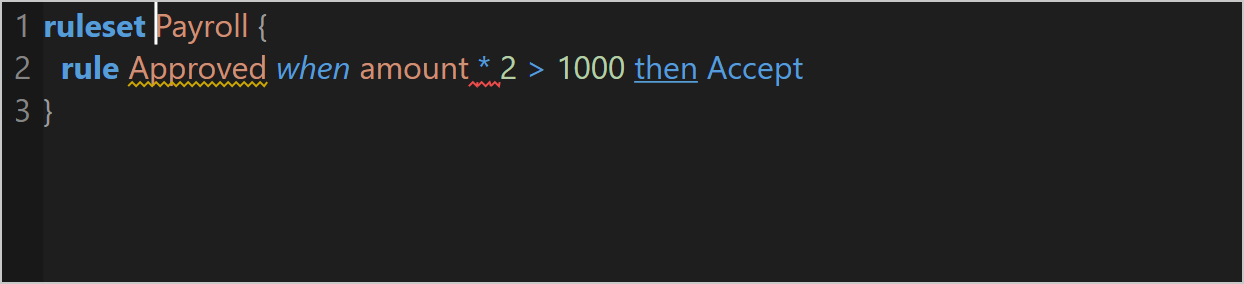 1 ruleset Payroll {
2 rule Approved when amount * 2 > 1000 then Accept
3 }